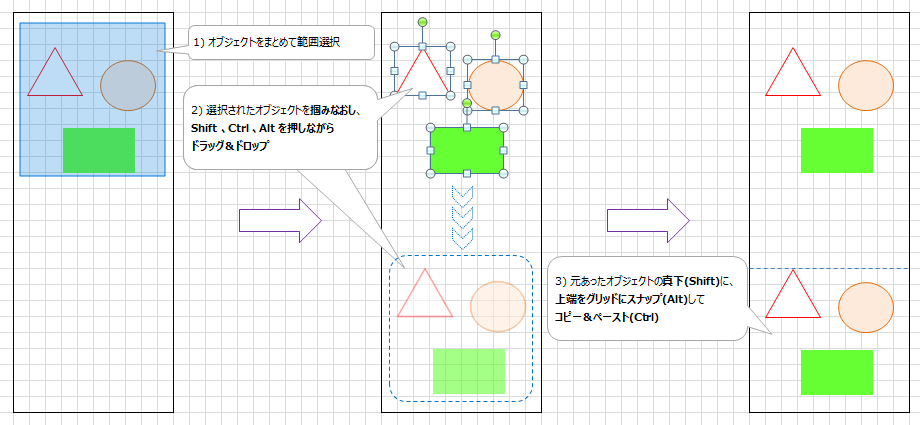 1) オブジェクトをまとめて範囲選択
2) 選択されたオブジェクトを掴みなおし、
Shift 、Ctrl 、Alt を押しながら
ドラッグ＆ドロップ
3) 元あったオブジェクトの真下(Shift)に、
上端をグリッドにスナップ(Alt)して
コピー＆ペースト(Ctrl)